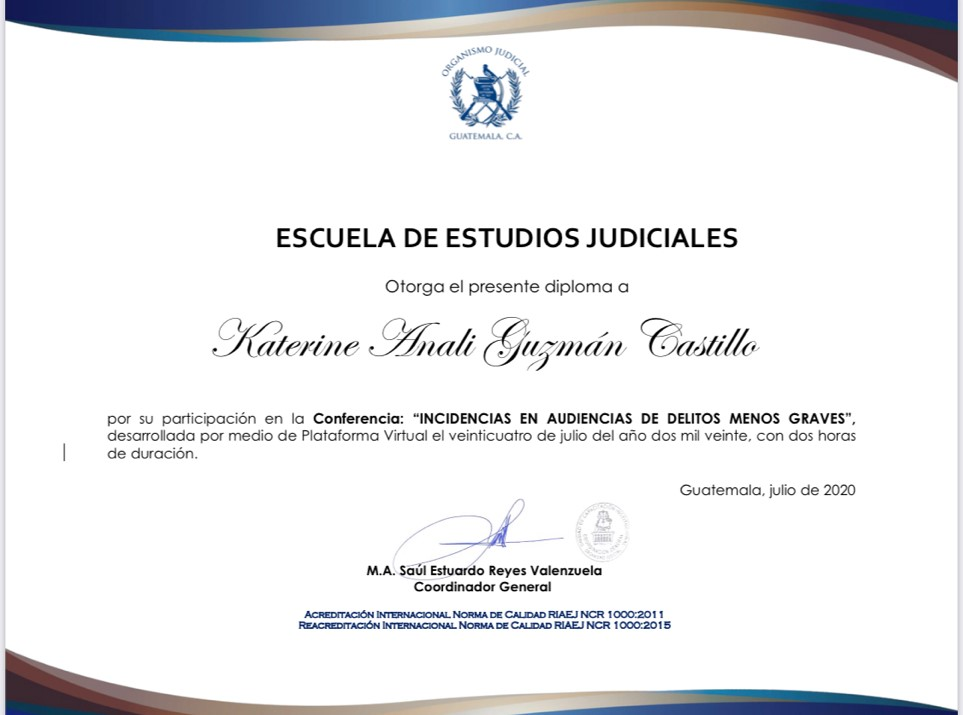 ORGANISMO JUDICIAL
GUATEMALA, C.A.
ESCUELA DE ESTUDIOS JUDICIALES
Otorga el presente diploma a
Katerine Anali Guzmán Castillo
por su participación en la Conferencia: “INCIDENCIAS EN AUDIENCIAS DE DELITOS MENOS GRAVES”,
desarrollada por medio de Plataforma Virtual el veinticuatro de julio del año dos mil veinte, con dos horas
de duración.
Guatemala, julio de 2020
M.A. Saúl Estuardo Reyes Valenzuela
Coordinador General
ACREDITACIÓN INTERNACIONAL NORMA DE CALIDAD RIAEJ NCR 1000:2011
REACREDITACIÓN INTERNACIONAL NORMA DE CALIDAD RIAEJ NCR 1000:2015